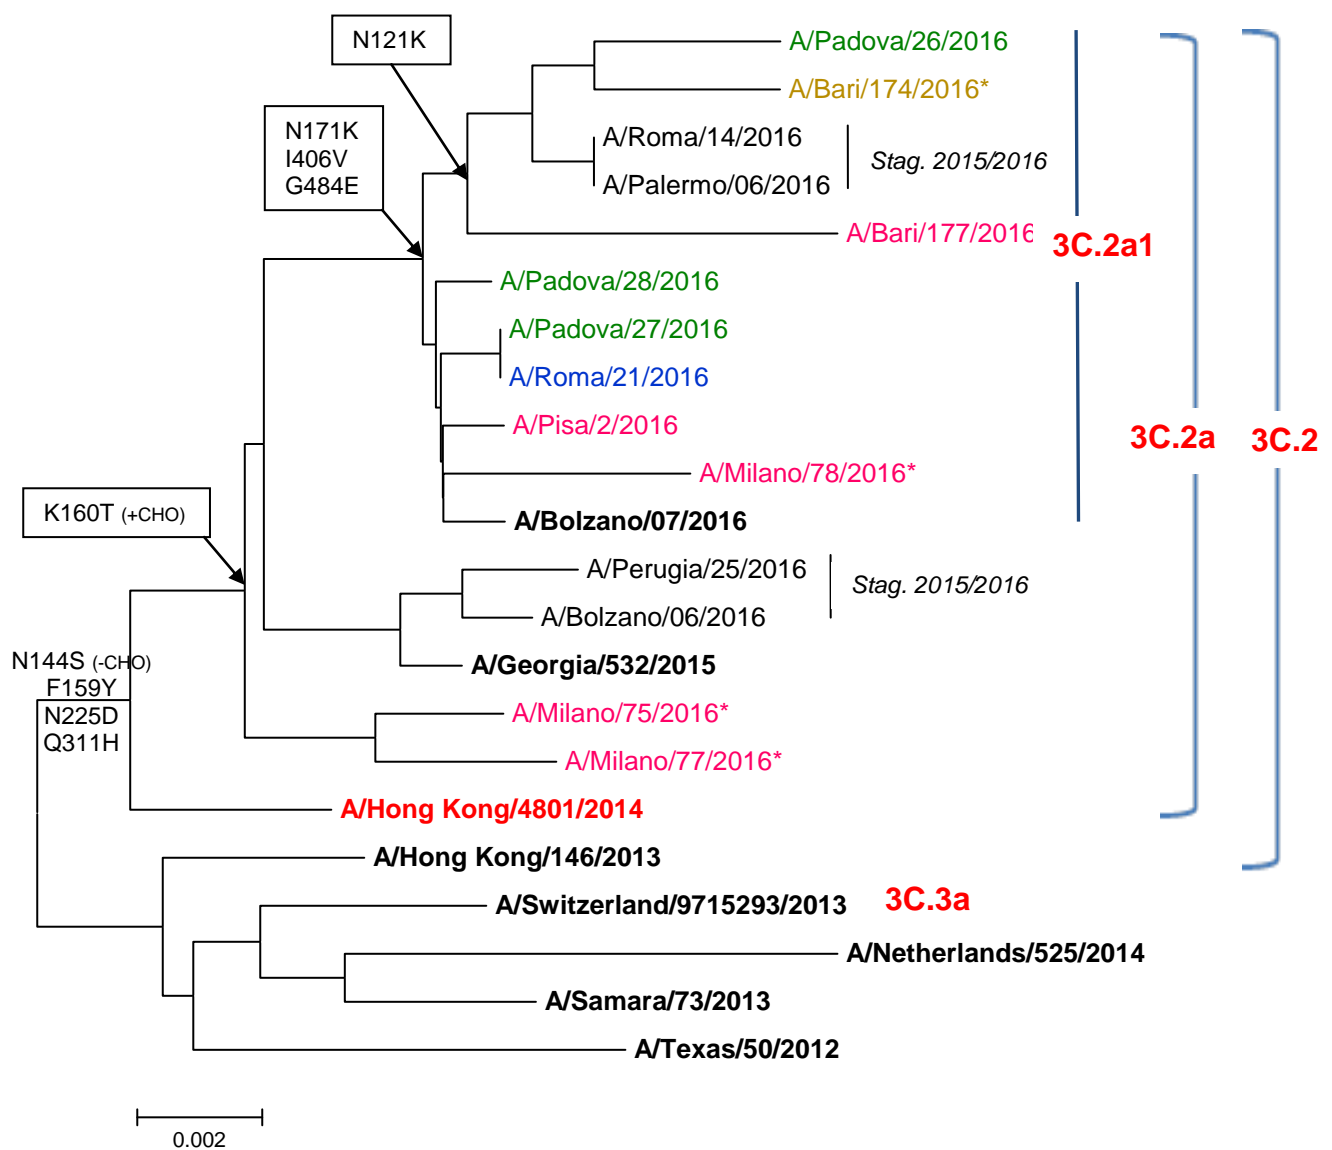 N121K
A/Padova/26/2016
A/Bari/174/2016*
N171K
I406V
G484E
A/Roma/14/2016
Stag. 2015/2016
A/Palermo/06/2016
A/Bari/177/2016
3C.2a1
A/Padova/28/2016
A/Padova/27/2016
A/Roma/21/2016
A/Pisa/2/2016
3C.2a
3C.2
A/Milano/78/2016*
K160T (+CHO)
A/Bolzano/07/2016
A/Perugia/25/2016
Stag. 2015/2016
A/Bolzano/06/2016
N144S (-CHO)
F159Y
N225D
Q311H
A/Georgia/532/2015
A/Milano/75/2016*
A/Milano/77/2016*
A/Hong Kong/4801/2014
A/Hong Kong/146/2013
A/Switzerland/9715293/2013
3C.3a
A/Netherlands/525/2014
A/Samara/73/2013
A/Texas/50/2012
0.002